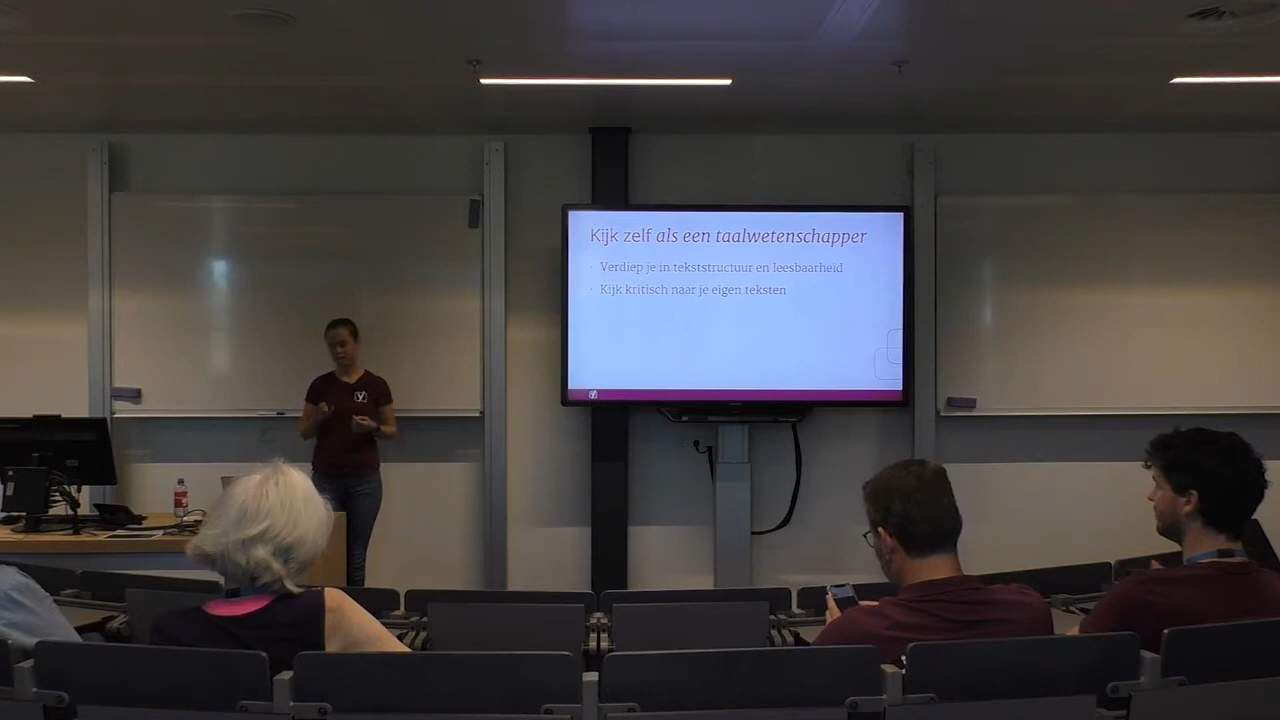 Kijk zelf als een taalwetenschapper
· Verdiep je in tekststructuur en leesbaarheid
· Kijk kritisch naar je eigen teksten
y
y